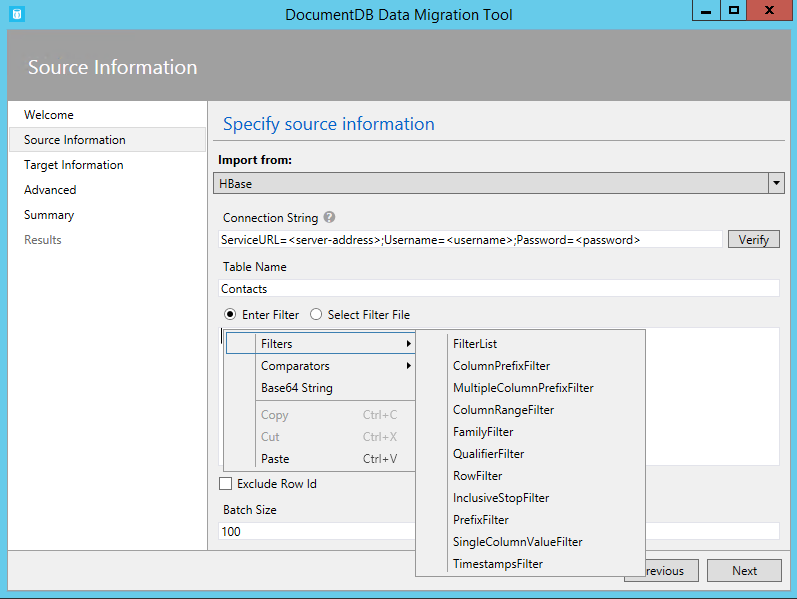 DocumentDB Data Migration Tool
Source Information
Welcome
Source Information
Target Information
Advanced
Summary
Results
Specify source information
Import from:
HBase
Connection String ?
ServiceURL=<server-address>;Username=<username>;Password=<password>
Verify
Table Name
Contacts
Enter Filter
Select Filter File
Filters
Comparators
Base64 String
Copy Ctrl+C
Cut Ctrl+X
Paste Ctrl+V
FilterList
ColumnPrefixFilter
MultipleColumnPrefixFilter
ColumnRangeFilter
FamilyFilter
QualifierFilter
RowFilter
InclusiveStopFilter
PrefixFilter
SingleColumnValueFilter
TimestampsFilter
Exclude Row Id
Batch Size
100
revious
Next